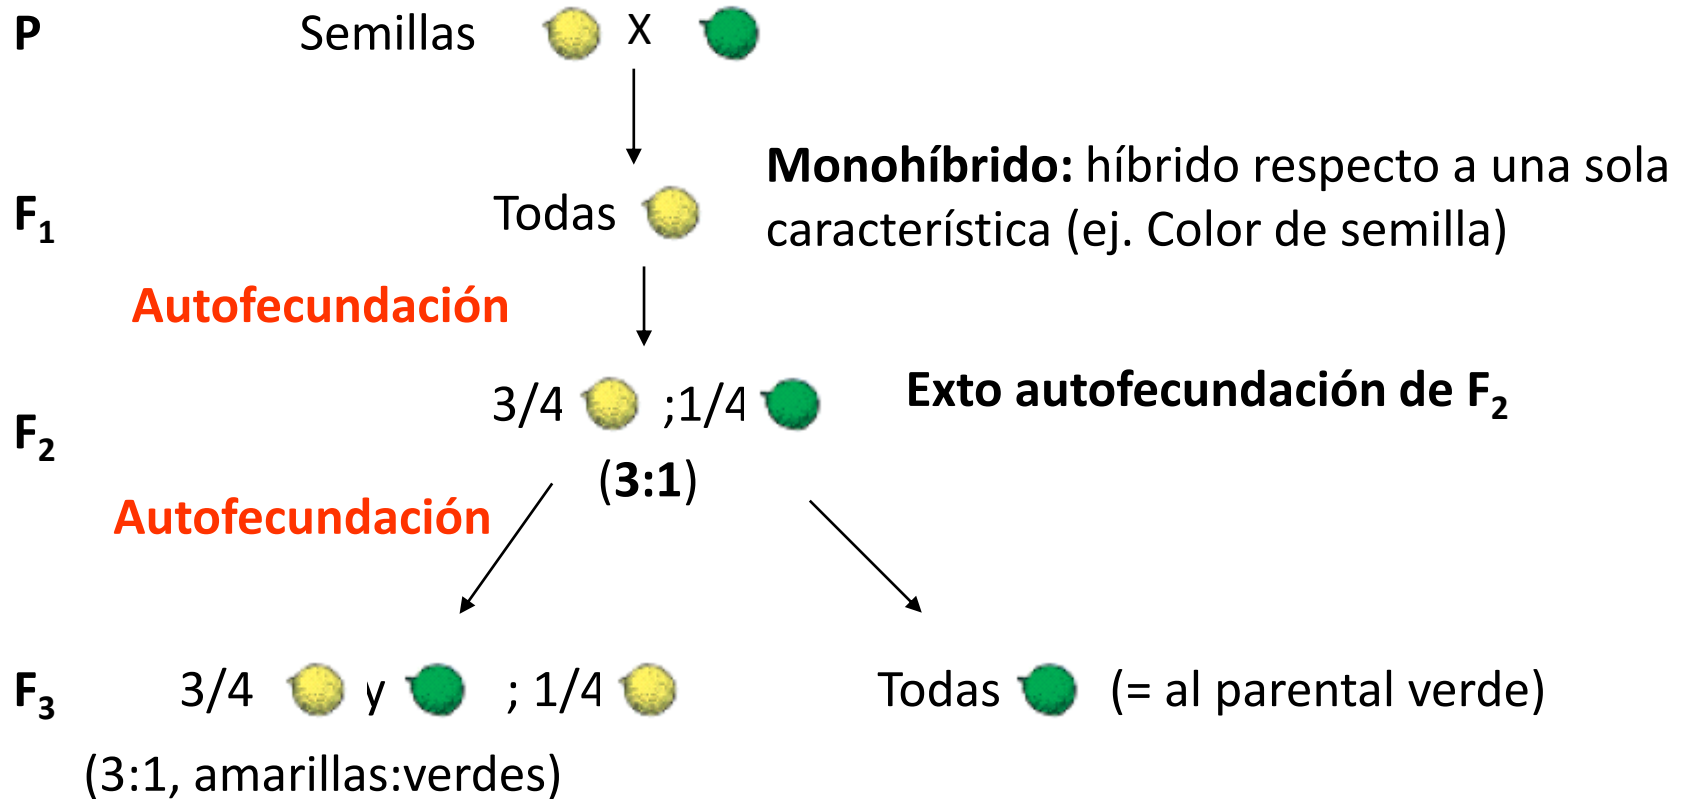 P Semillas X
Monohíbrido: híbrido respecto a una sola
F1 Todas característica (ej. Color de semilla)
Autofecundación
3/4 ;1/4 Exto autofecundación de F2
F2
(3:1)
Autofecundación
F3 3/4 y ; 1/4 Todas (= al parental verde)
(3:1, amarillas:verdes)